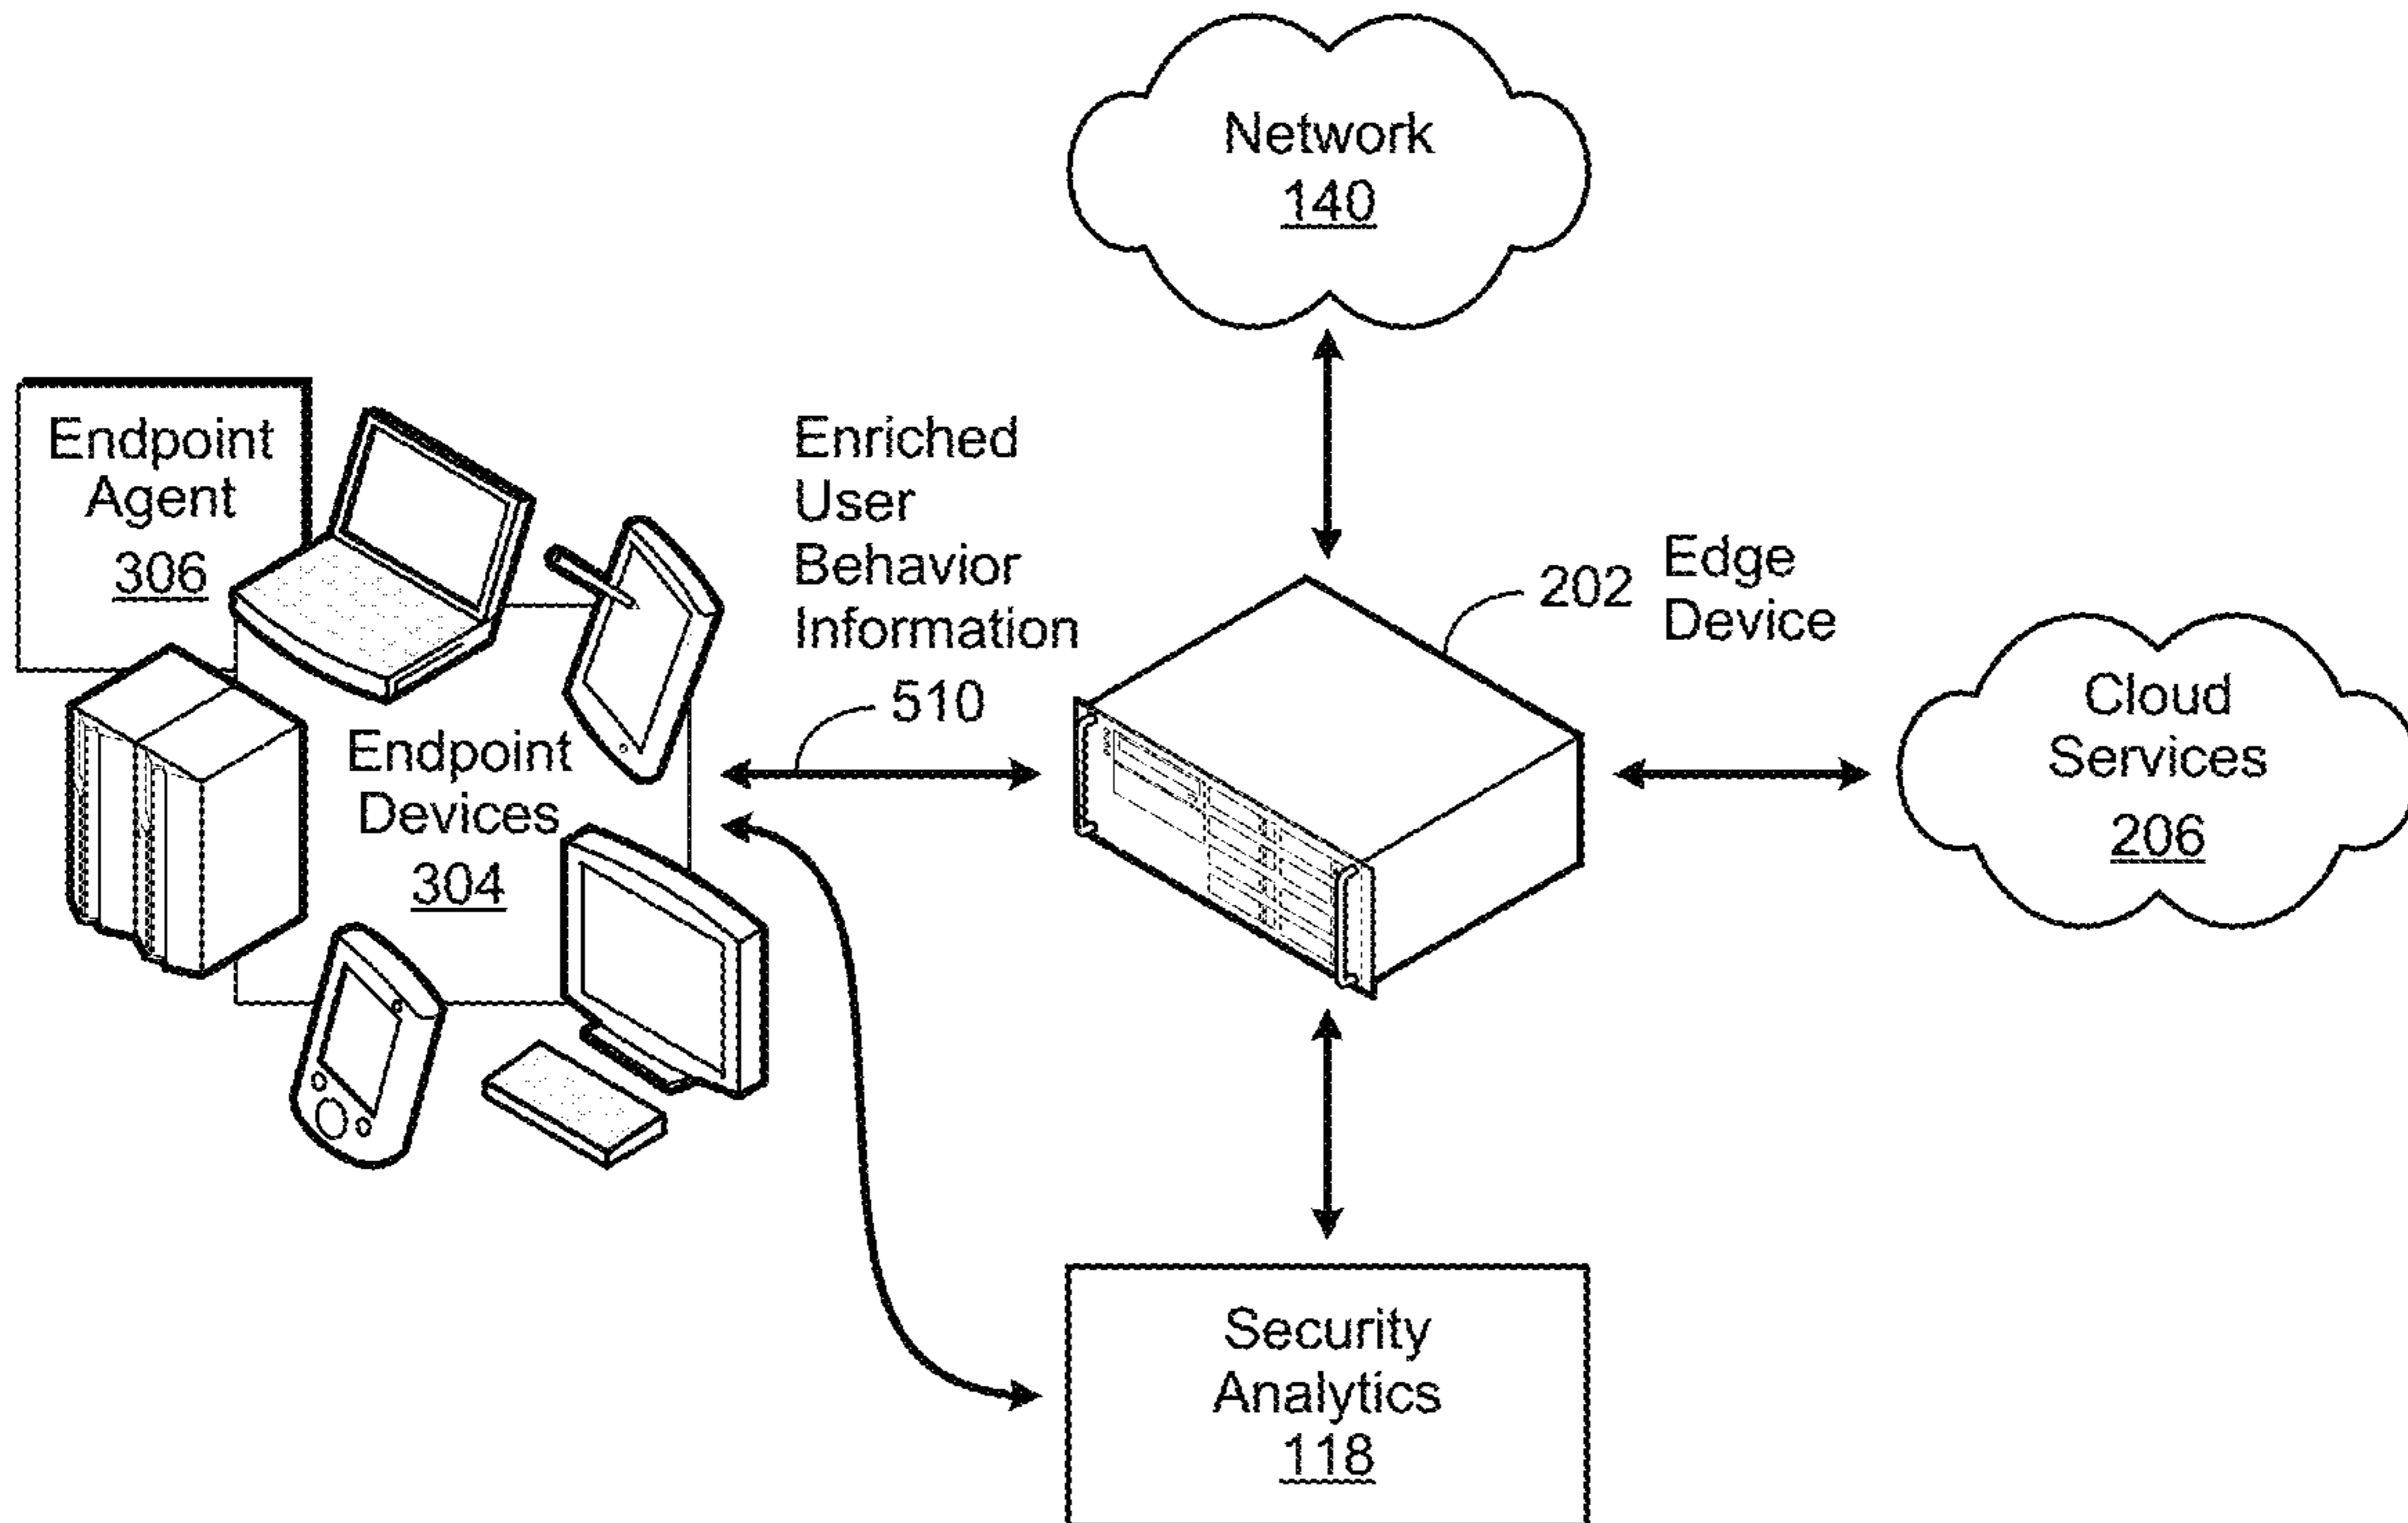 Network
140
Endpoint
Agent
306
Enriched
User
Behavior
Information
510
202
Edge
Device
Cloud
Services
206
Endpoint
Devices
304
Security
Analytics
118